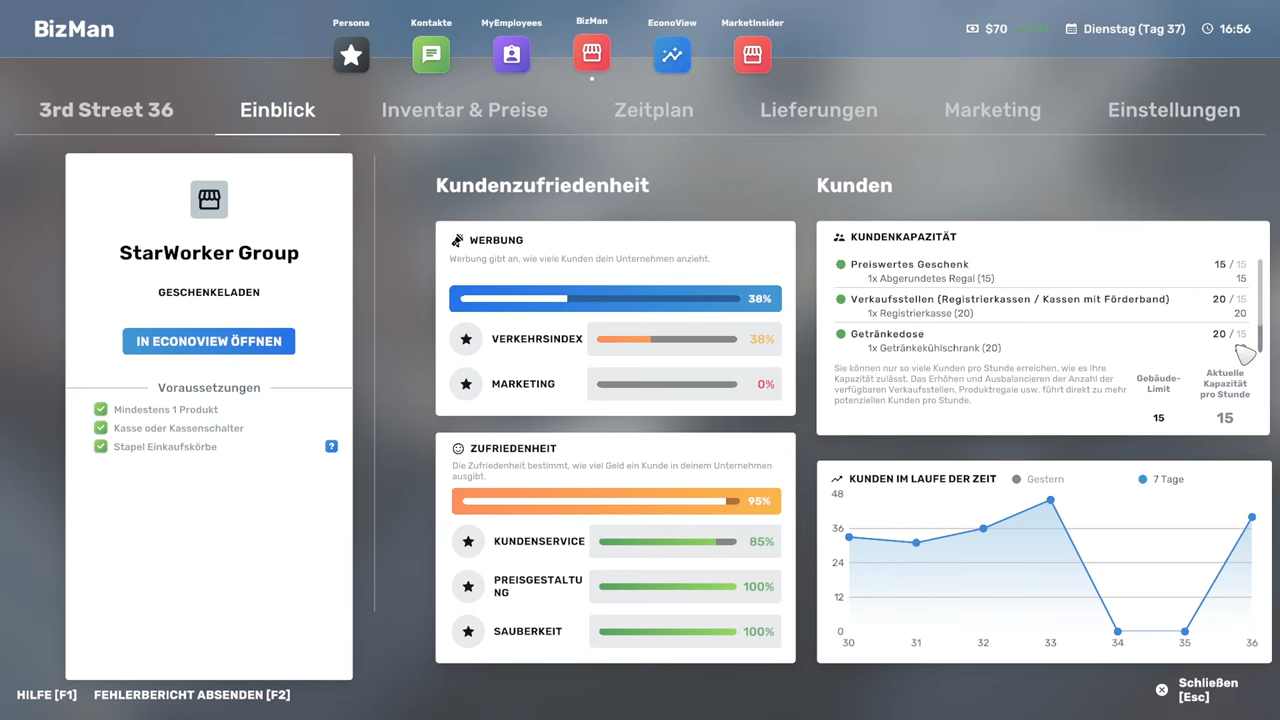 BizMan
Persona
Kontakte
MyEmployees
BizMan
EconoView
MarketInsider
$70
Dienstag (Tag 37)
16:56
3rd Street 36
Einblick
Inventar & Preise
Zeitplan
Lieferungen
Marketing
Einstellungen
StarWorker Group
GESCHENKELADEN
IN ECONOVIEW ÖFFNEN
Voraussetzungen
Mindestens 1 Produkt
Kasse oder Kassenschalter
Stapel Einkaufskörbe
?
Kundenzufriedenheit
WERBUNG
Werbung gibt an, wie viele Kunden dein Unternehmen anzieht.
38%
VERKEHRSINDEX
38%
MARKETING
0%
ZUFRIEDENHEIT
Die Zufriedenheit bestimmt, wie viel Geld ein Kunde in deinem Unternehmen
ausgibt.
95%
KUNDENSERVICE
85%
PREISGESTALTU
NG
100%
SAUBERKEIT
100%
Kunden
KUNDENKAPAZITÄT
Preiswertes Geschenk
15 / 15
1x Abgerundetes Regal (15)
15
Verkaufsstellen (Registrierkassen / Kassen mit Förderband)
20 / 15
1x Registrierkasse (20)
20
Getränkedose
20 / 15
1x Getränkekühlschrank (20)
Sie können nur so viele Kunden pro Stunde erreichen, wie es Ihre
Kapazität zulässt. Das Erhöhen und Ausbalancieren der Anzahl der
verfügbaren Verkaufsstellen, Produktregale usw. führt direkt zu mehr
potenziellen Kunden pro Stunde.
Gebäude-
Limit
15
Aktuelle
Kapazität
pro Stunde
15
KUNDEN IM LAUFE DER ZEIT
Gestern
7 Tage
48
36
24
12
0
30
31
32
33
34
35
36
HILFE [F1]
FEHLERBERICHT ABSENDEN [F2]
Schließen
[Esc]